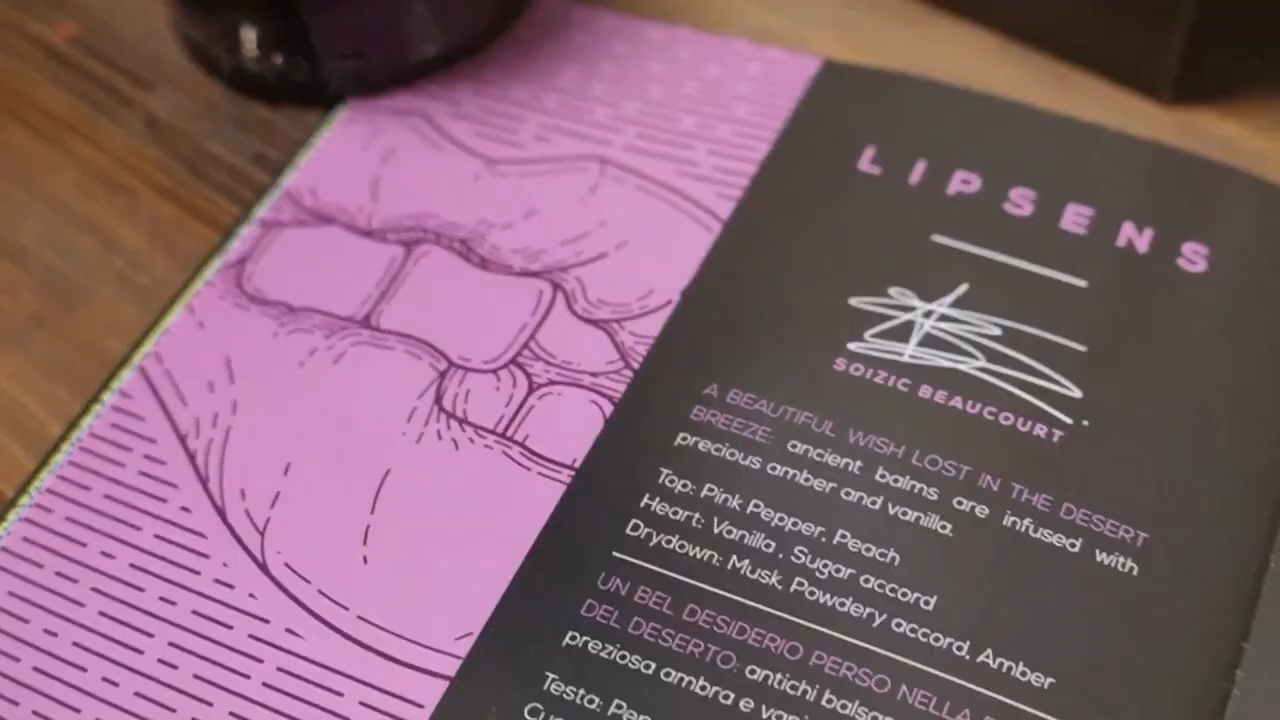 LIPSENS
SOIZIC BEAUCOURT
A BEAUTIFUL WISH LOST IN THE DESERT
BREEZE: ancient balms are infused with
precious amber and vanilla.
Top: Pink Pepper, Peach
Heart: Vanilla , Sugar accord
Drydown: Musk, Powdery accord, Amber
UN BEL DESIDERIO PERSO NELLA
DEL DESERTO: antichi
preziosa ambra e
Testa: